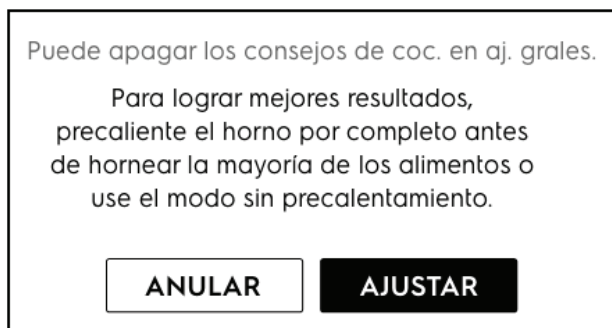 Puede apagar los consejos de coc. en aj. grales.
Para lograr mejores resultados,
precaliente el horno por completo antes
de hornear la mayoría de los alimentos o
use el modo sin precalentamiento.
ANULAR AJUSTAR